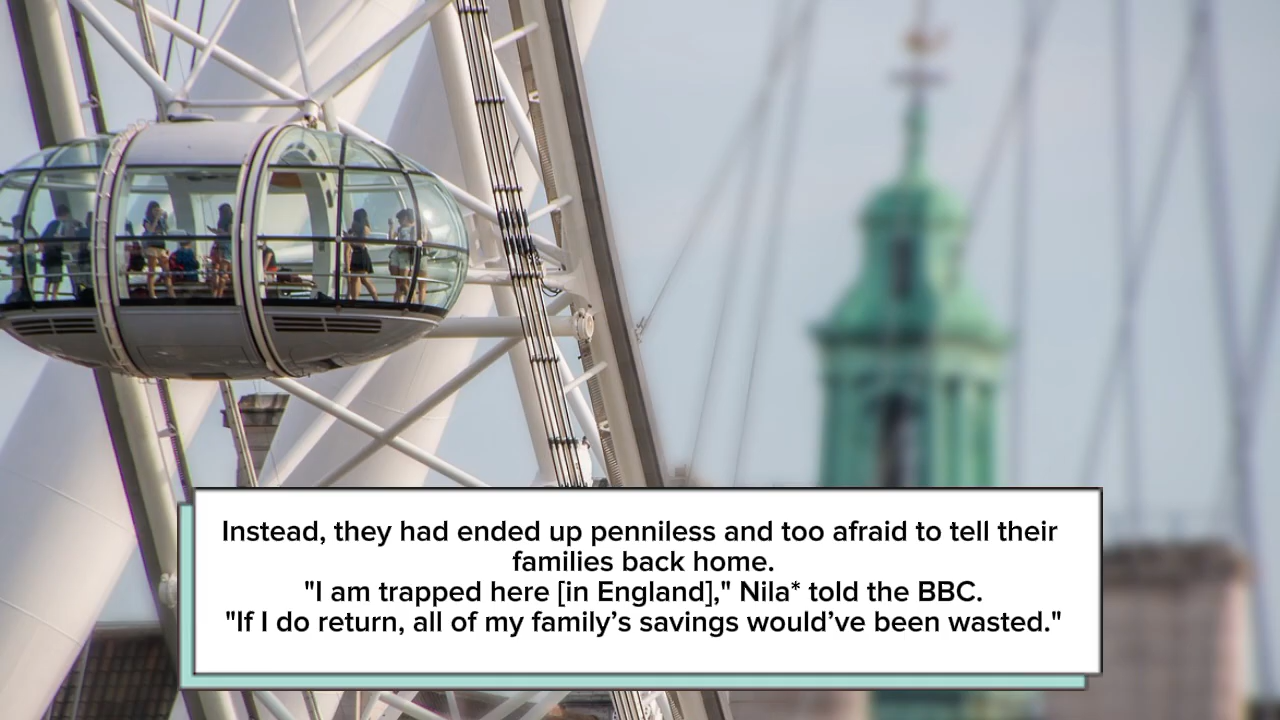 Instead, they had ended up penniless and too afraid to tell their
families back home.
"I am trapped here [in England]," Nila* told the BBC.
"If I do return, all of my family’s savings would’ve been wasted."